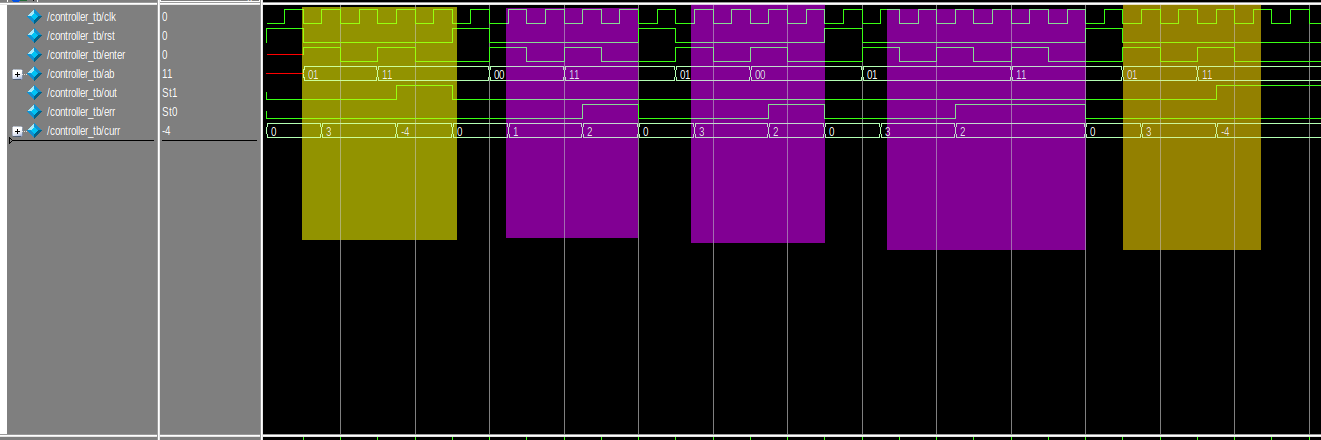 /controller_tb/clk 0
/controller_tb/rst 0
/controller_tb/enter 0
/controller_tb/ab 11 01 11 00 11 01 00 01 11 01 11
/controller_tb/out St1
/controller_tb/err St0
/controller_tb/curr -4 0 3 -4 0 1 2 0 3 2 0 3 2 0 3 -4